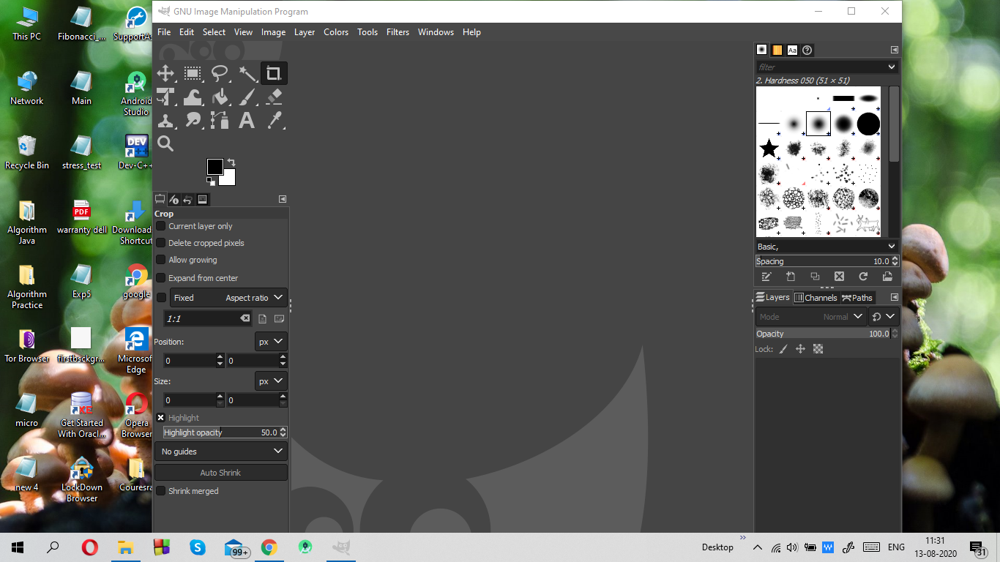 GNU Image Manipulation Program
File Edit Select View Image Layer Colors Tools Filters Windows Help
This PC
Fibonacci_...
SupportAs
Network
Main
Android
Studio
Recycle Bin
stress_test
DEV
Dev-C++
Algorithm
Java
PDF
warranty dell
Download
Shortcut
Algorithm
Practice
Exp5
google
Tor Browser
firstbsckgr...
Microsof
Edge
micro
KE
Get Started
With Oracl...
Opera
Browser
new 4
LockDown
Browser
Couresra
A
Crop
Current layer only
Delete cropped pixels
Allow growing
Expand from center
Fixed Aspect ratio
1:1
Position: px
0 0
Size: px
0 0
Highlight
Highlight opacity 50.0
No guides
Auto Shrink
Shrink merged
Aa
filter
2. Hardness 050 (51 × 51)
Basic,
Spacing 10.0
Layers Channels Paths
Mode Normal
Opacity 100.0
Lock:
99+
Desktop
W
ENG
11:31
13-08-2020
31